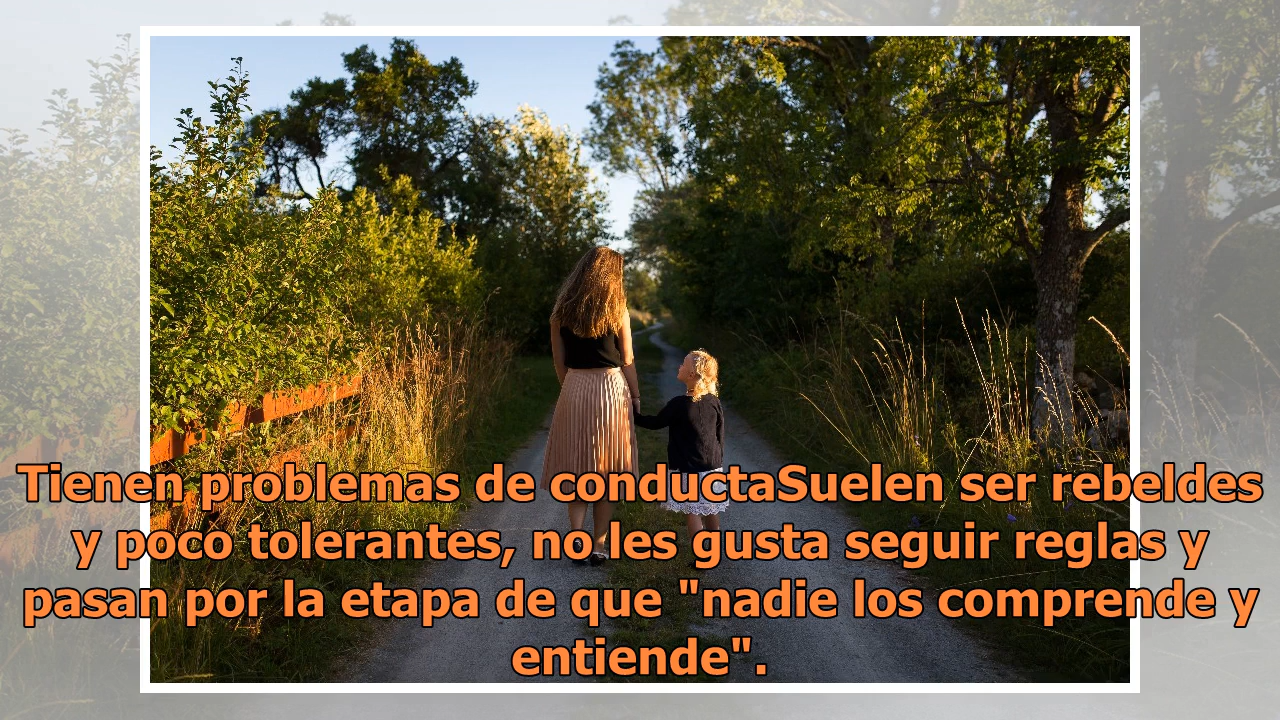 Tienen problemas de conductaSuelen ser rebeldes
y poco tolerantes, no les gusta seguir reglas y
pasan por la etapa de que "nadie los comprende y
entiende".